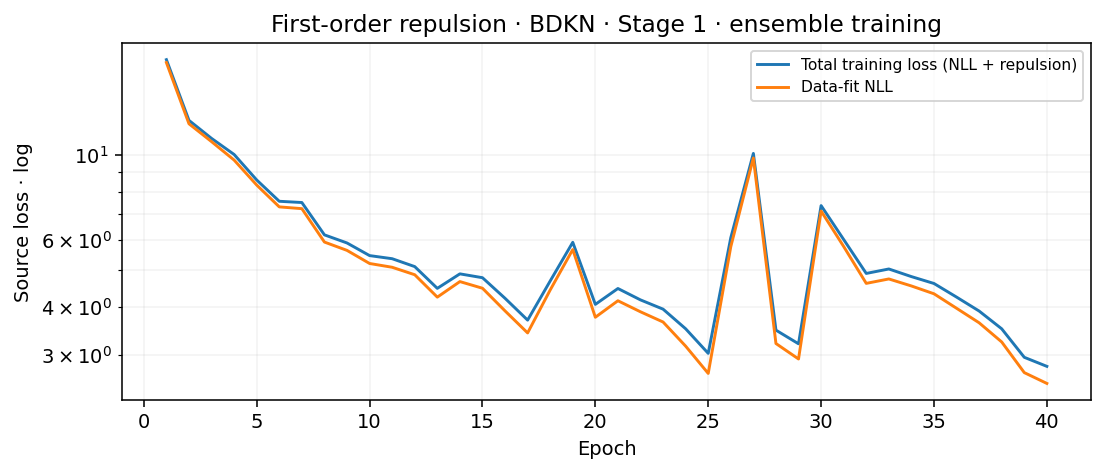 First-order repulsion · BDKN · Stage 1 · ensemble training
Total training loss (NLL + repulsion)
Data-fit NLL
Source loss · log
10¹
6 × 10⁰
4 × 10⁰
3 × 10⁰
0 5 10 15 20 25 30 35 40
Epoch